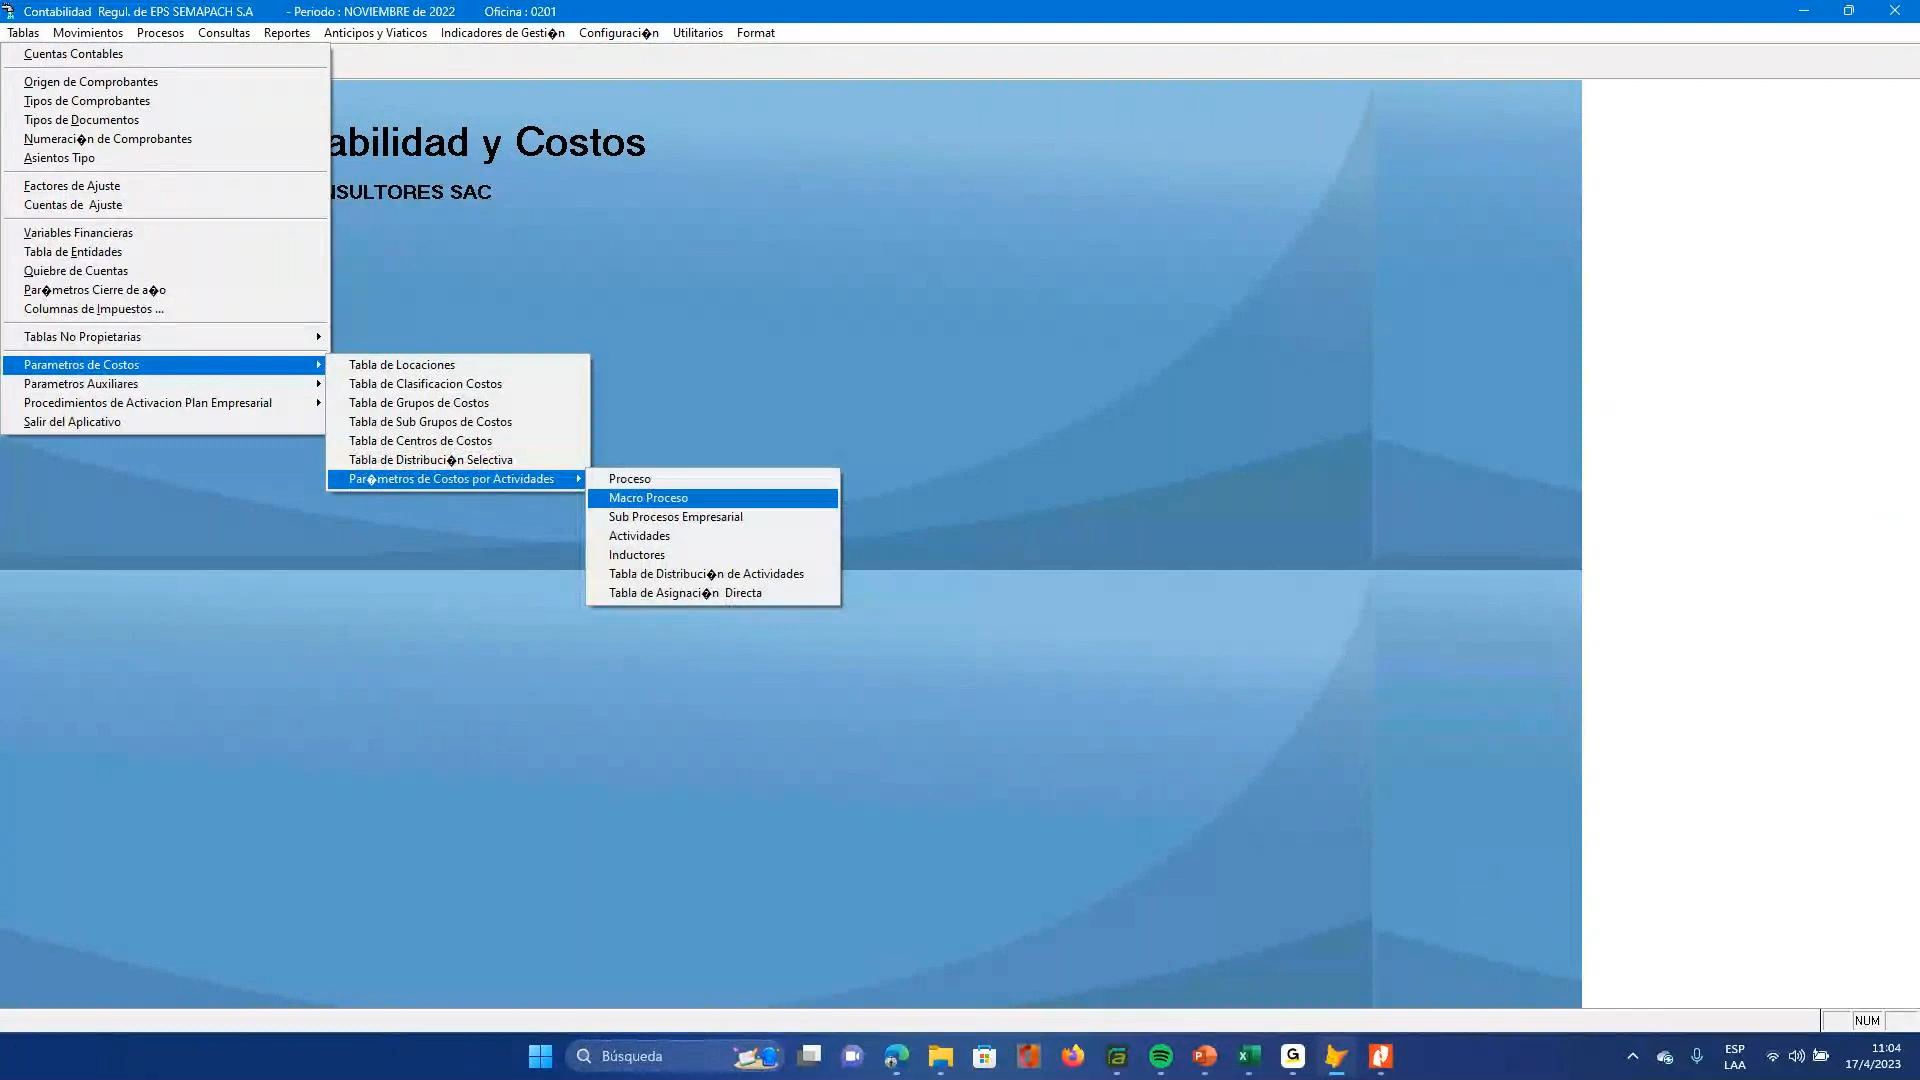 Contabilidad Regul. de EPS SEMAPACH S.A - Periodo : NOVIEMBRE de 2022 Oficina : 0201
Tablas Movimientos Procesos Consultas Reportes Anticipos y Viaticos Indicadores de Gesti�n Configuraci�n Utilitarios Format
Cuentas Contables
Origen de Comprobantes
Tipos de Comprobantes
Tipos de Documentos
Numeraci�n de Comprobantes
Asientos Tipo
Factores de Ajuste
Cuentas de Ajuste
Variables Financieras
Tabla de Entidades
Quiebre de Cuentas
Par�metros Cierre de a�o
Columnas de Impuestos ...
Tablas No Propietarias
Parametros de Costos
Parametros Auxiliares
Procedimientos de Activacion Plan Empresarial
Salir del Aplicativo
abilidad y Costos
NSULTORES SAC
Tabla de Locaciones
Tabla de Clasificacion Costos
Tabla de Grupos de Costos
Tabla de Sub Grupos de Costos
Tabla de Centros de Costos
Tabla de Distribuci�n Selectiva
Par�metros de Costos por Actividades
Proceso
Macro Proceso
Sub Procesos Empresarial
Actividades
Inductores
Tabla de Distribuci�n de Actividades
Tabla de Asignaci�n Directa
NUM
Búsqueda
ESP
LAA
11:04
17/4/2023